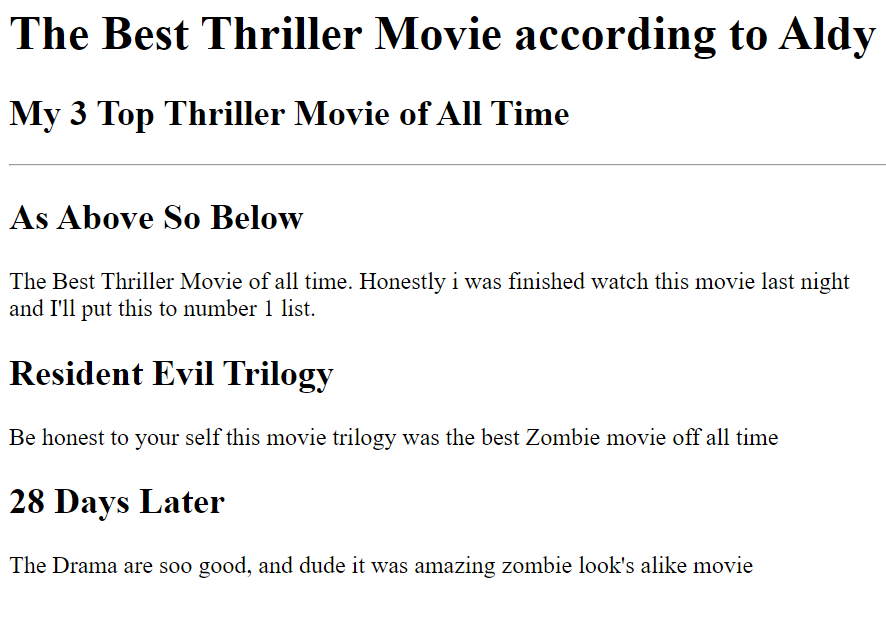 The Best Thriller Movie according to Aldy
My 3 Top Thriller Movie of All Time
As Above So Below
The Best Thriller Movie of all time. Honestly i was finished watch this movie last night
and I'll put this to number 1 list.
Resident Evil Trilogy
Be honest to your self this movie trilogy was the best Zombie movie off all time
28 Days Later
The Drama are soo good, and dude it was amazing zombie look's alike movie